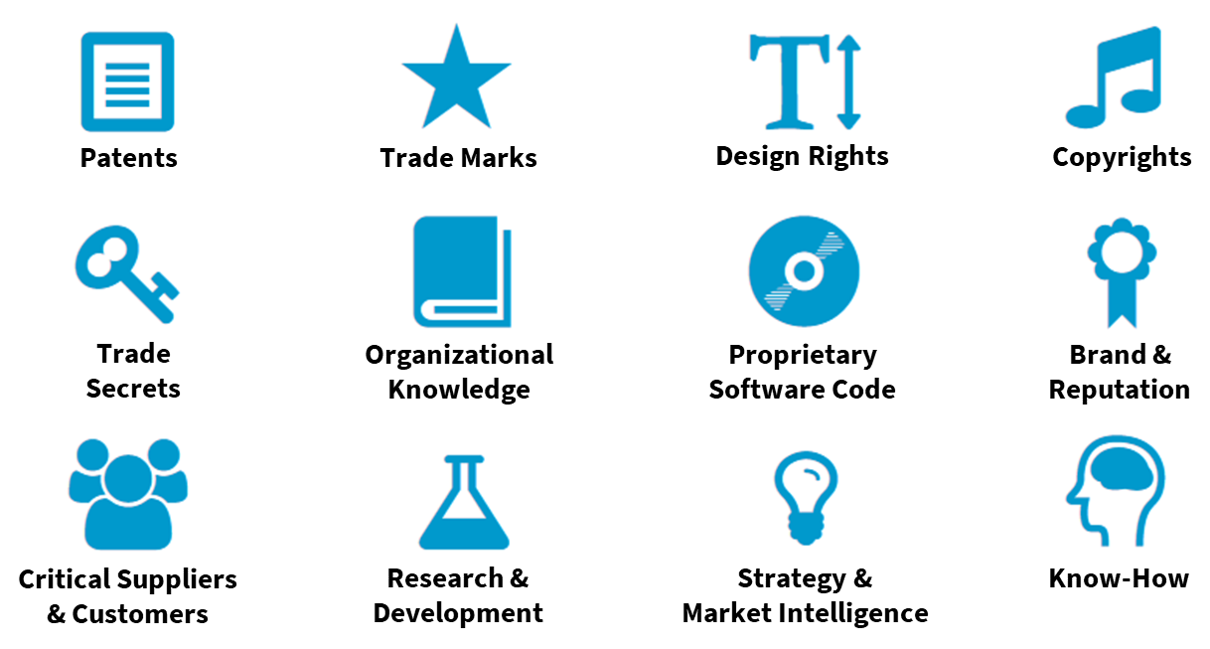 Patents
Trade Marks
Design Rights
Copyrights
Trade
Secrets
Organizational
Knowledge
Proprietary
Software Code
Brand &
Reputation
Critical Suppliers
& Customers
Research &
Development
Strategy &
Market Intelligence
Know-How